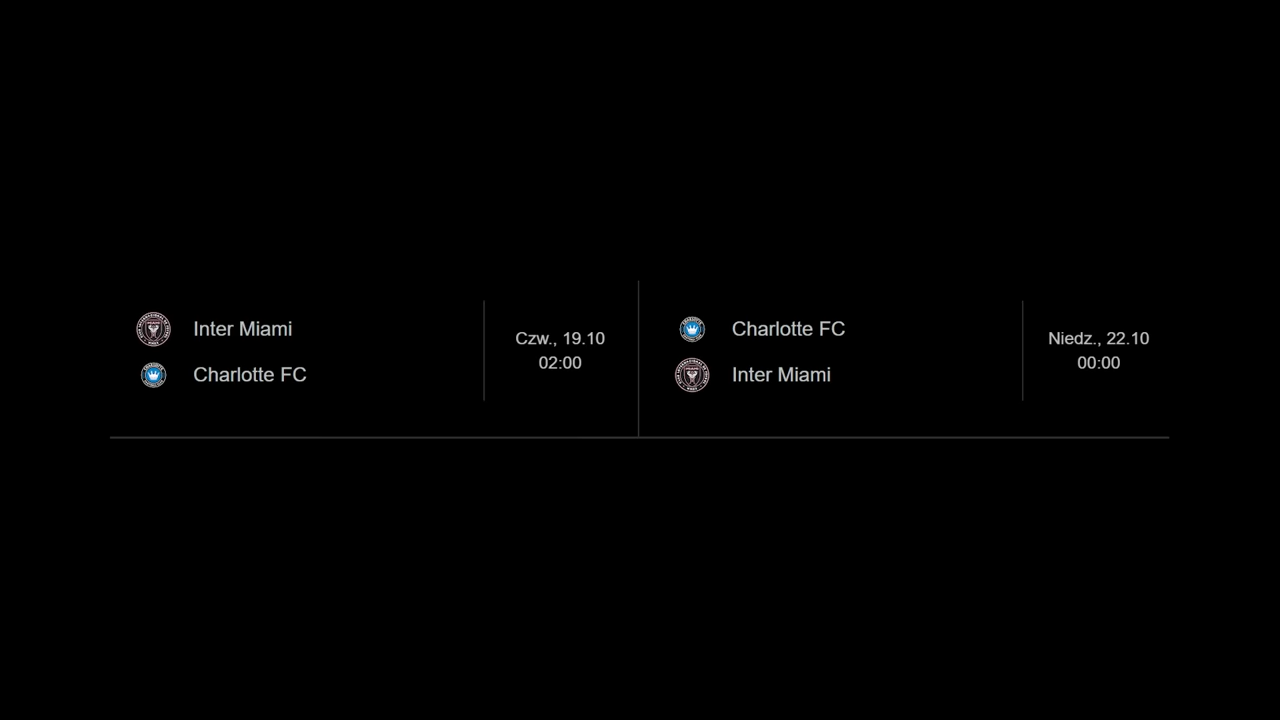 Inter Miami
Charlotte FC
Czw., 19.10
02:00
Charlotte FC
Inter Miami
Niedz., 22.10
00:00